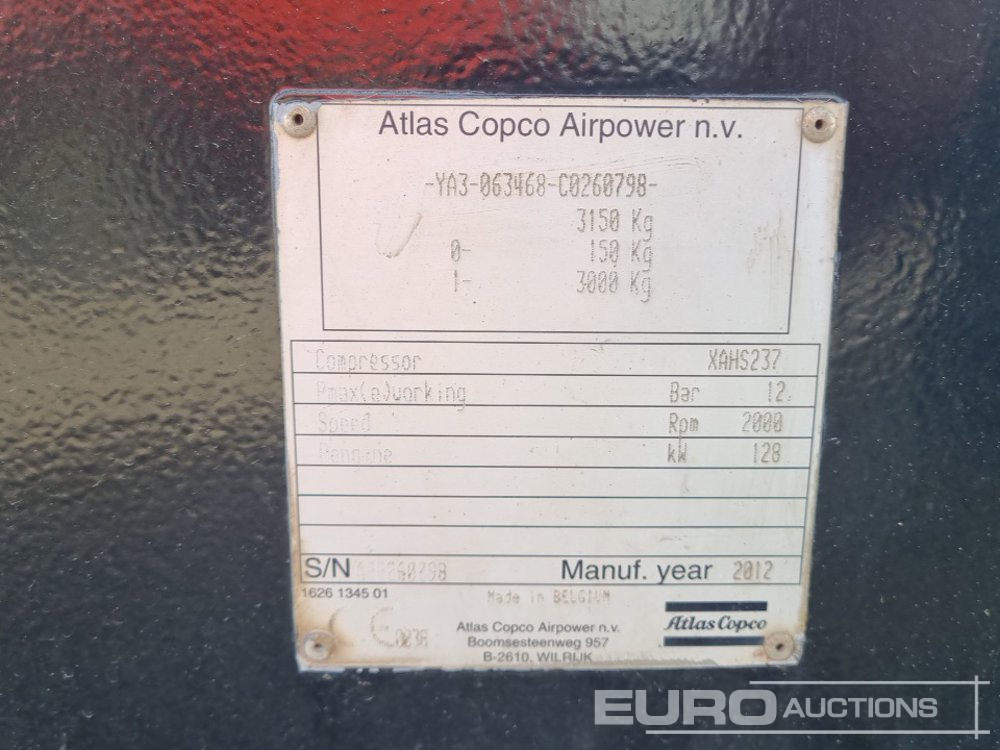 Atlas Copco Airpower n.v.
-YA3-063468-C0260798-
3150 Kg
0- 150 Kg
1- 3000 Kg
Compressor XAHS237
Pmax(e)working Bar 12
Speed Rpm 2000
kW 128
S/N Manuf. year 2012
1626 1345 01
Made in BELGIUM
CE 0038
Atlas Copco Airpower n.v.
Boomsesteenweg 957
B-2610, WILRIJK
Atlas Copco
EURO AUCTIONS